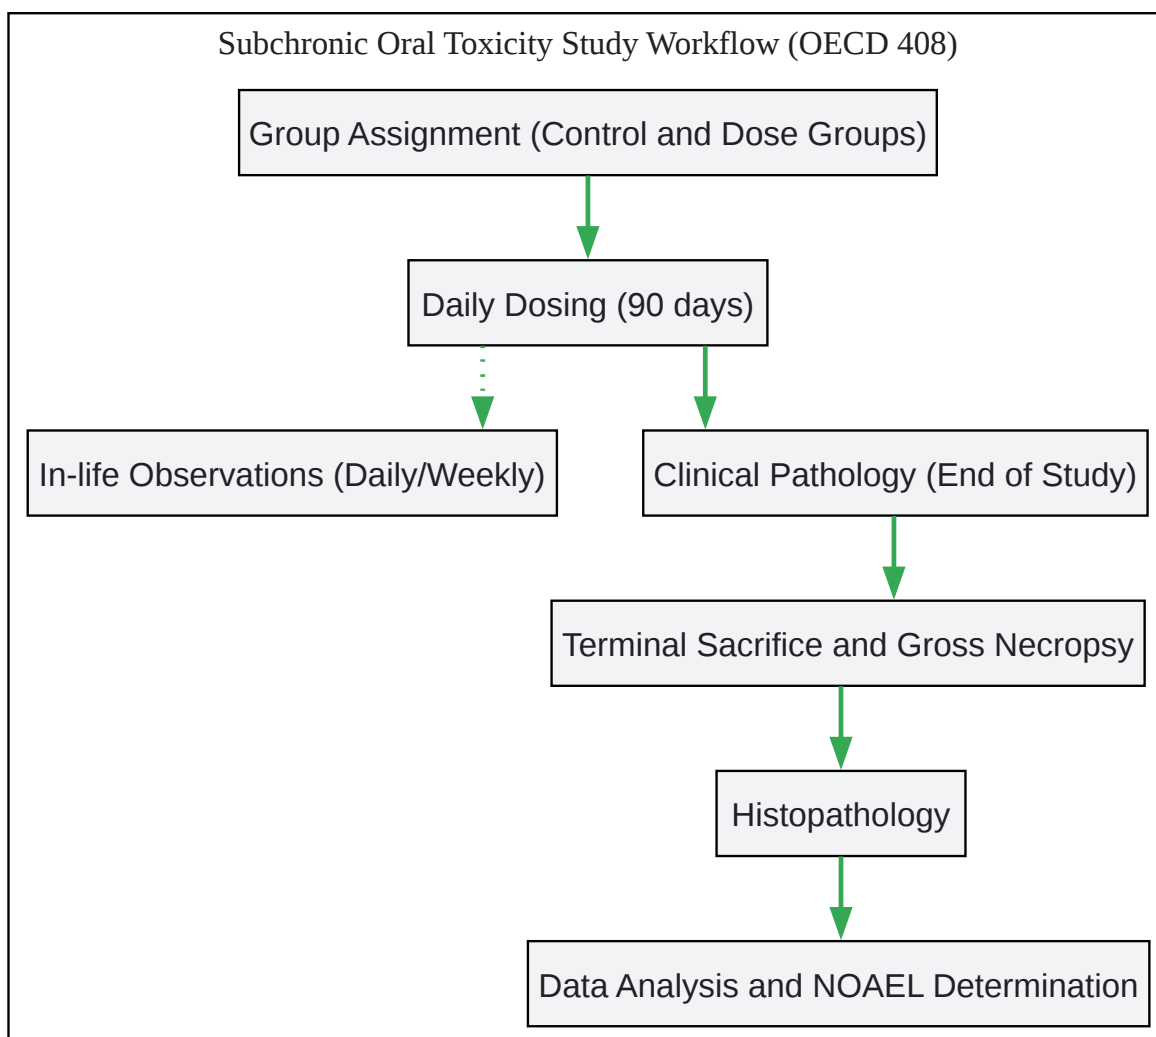 Subchronic Oral Toxicity Study Workflow (OECD 408)
Group Assignment (Control and Dose Groups)
Daily Dosing (90 days)
In-life Observations (Daily/Weekly)
Clinical Pathology (End of Study)
Terminal Sacrifice and Gross Necropsy
Histopathology
Data Analysis and NOAEL Determination